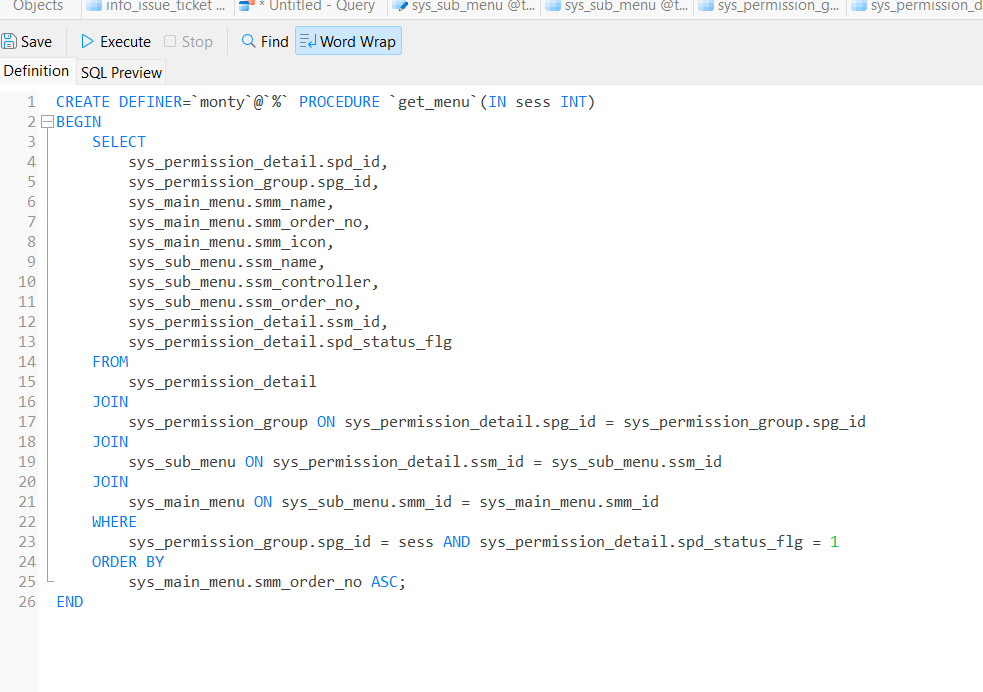 Objects info_issue_ticket ... * Untitled - Query sys_sub_menu @t... sys_sub_menu @t... sys_permission_g... sys_permission_d
Save Execute Stop Find Word Wrap
Definition SQL Preview
1 CREATE DEFINER=`monty`@`%` PROCEDURE `get_menu`(IN sess INT)
2 BEGIN
3 SELECT
4 sys_permission_detail.spd_id,
5 sys_permission_group.spg_id,
6 sys_main_menu.smm_name,
7 sys_main_menu.smm_order_no,
8 sys_main_menu.smm_icon,
9 sys_sub_menu.ssm_name,
10 sys_sub_menu.ssm_controller,
11 sys_sub_menu.ssm_order_no,
12 sys_permission_detail.ssm_id,
13 sys_permission_detail.spd_status_flg
14 FROM
15 sys_permission_detail
16 JOIN
17 sys_permission_group ON sys_permission_detail.spg_id = sys_permission_group.spg_id
18 JOIN
19 sys_sub_menu ON sys_permission_detail.ssm_id = sys_sub_menu.ssm_id
20 JOIN
21 sys_main_menu ON sys_sub_menu.smm_id = sys_main_menu.smm_id
22 WHERE
23 sys_permission_group.spg_id = sess AND sys_permission_detail.spd_status_flg = 1
24 ORDER BY
25 sys_main_menu.smm_order_no ASC;
26 END